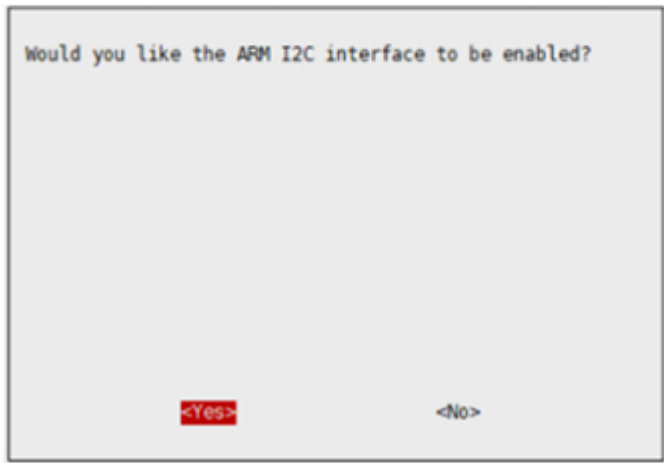 Would you like the ARM I2C interface to be enabled?
<Yes> <No>